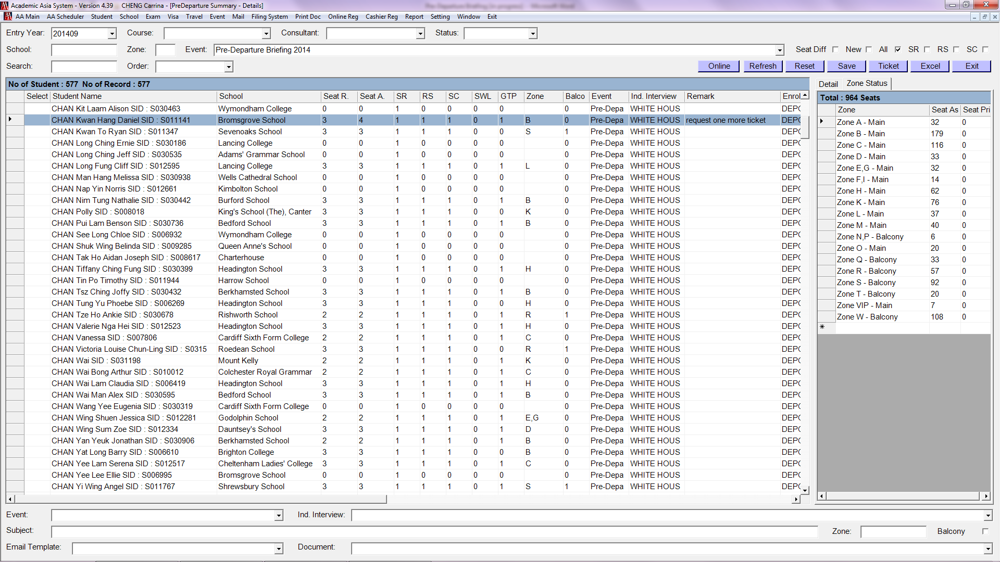 Academic Asia System - Version 4.39    CHENG Carrina - [PreDeparture Summary - Details]
AA Main  AA Scheduler  Student  School  Exam  Visa  Travel  Event  Mail  Filing System  Print Doc  Online Reg  Cashier Reg  Report  Setting  Window  Exit
Entry Year: 201409  Course:  Consultant:  Status:
School:  Zone:  Event: Pre-Departure Briefing 2014  Seat Diff  New  All  SR  RS  SC
Search:  Order:  Online  Refresh  Reset  Save  Ticket  Excel  Exit
No of Student : 577  No of Record : 577
Select  Student Name  School  Seat R.  Seat A.  SR  RS  SC  SWL  GTP  Zone  Balco  Event  Ind. Interview  Remark  Enrol
CHAN Kit Laam Alison SID : S030463  Wymondham College  0  0  1  0  0  0  0  0  Pre-Depa  WHITE HOUS  DEPC
CHAN Kwan Hang Daniel SID : S011141  Bromsgrove School  3  4  1  1  1  0  1  B  0  Pre-Depa  WHITE HOUS  request one more ticket  DEPC
CHAN Kwan To Ryan SID : S011347  Sevenoaks School  3  3  1  1  1  0  0  S  1  Pre-Depa  WHITE HOUS  DEPC
CHAN Long Ching Ernie SID : S030186  Lancing College  0  0  1  0  0  0  0  0  Pre-Depa  WHITE HOUS  DEPC
CHAN Long Ching Jeff SID : S030535  Adams' Grammar School  0  0  1  0  0  0  0  0  Pre-Depa  WHITE HOUS  DEPC
CHAN Long Fung Cliff SID : S012595  Lancing College  3  3  1  1  1  0  1  L  0  Pre-Depa  WHITE HOUS  DEPC
CHAN Man Hang Melissa SID : S030938  Wells Cathedral School  0  0  1  0  0  0  0  0  Pre-Depa  WHITE HOUS  DEPC
CHAN Nap Yin Norris SID : S012661  Kimbolton School  0  0  1  0  0  0  0  0  Pre-Depa  WHITE HOUS  DEPC
CHAN Nim Tung Nathalie SID : S030442  Burford School  3  3  1  1  1  0  1  B  0  Pre-Depa  WHITE HOUS  DEPC
CHAN Polly SID : S008018  King's School (The), Canter  3  3  1  1  1  0  0  K  0  Pre-Depa  WHITE HOUS  DEPC
CHAN Pui Lam Benson SID : S030736  Bedford School  3  3  1  1  1  0  1  B  0  Pre-Depa  WHITE HOUS  DEPC
CHAN See Long Chloe SID : S006932  Wymondham College  0  0  1  0  0  0  0  0  Pre-Depa  WHITE HOUS  DEPC
CHAN Shuk Wing Belinda SID : S009285  Queen Anne's School  0  0  1  0  0  0  0  0  Pre-Depa  WHITE HOUS  DEPC
CHAN Tak Ho Aidan Joseph SID : S008617  Charterhouse  0  0  1  0  0  0  0  0  Pre-Depa  WHITE HOUS  DEPC
CHAN Tiffany Ching Fung SID : S030399  Headington School  3  3  1  1  1  0  1  H  0  Pre-Depa  WHITE HOUS  DEPC
CHAN Tin Po Timothy SID : S011944  Harrow School  0  0  1  0  0  0  0  0  Pre-Depa  WHITE HOUS  DEPC
CHAN Tsz Ching Joffy SID : S030432  Berkhamsted School  3  3  1  1  1  0  1  B  0  Pre-Depa  WHITE HOUS  DEPC
CHAN Tung Yu Phoebe SID : S006269  Headington School  3  3  1  1  1  0  0  H  0  Pre-Depa  WHITE HOUS  DEPC
CHAN Tze Ho Ankie SID : S030678  Rishworth School  2  2  1  1  1  0  1  R  1  Pre-Depa  WHITE HOUS  DEPC
CHAN Valerie Nga Hei SID : S012523  Headington School  3  3  1  1  1  0  1  H  0  Pre-Depa  WHITE HOUS  DEPC
CHAN Vanessa SID : S007806  Cardiff Sixth Form College  2  2  1  1  1  0  1  C  0  Pre-Depa  WHITE HOUS  DEPC
CHAN Victoria Louise Chun-Ling SID : S0315  Roedean School  3  3  1  1  1  0  0  R  1  Pre-Depa  WHITE HOUS  DEPC
CHAN Wai SID : S031198  Mount Kelly  2  2  1  1  1  0  1  K  0  Pre-Depa  WHITE HOUS  DEPC
CHAN Wai Bong Arthur SID : S010012  Colchester Royal Grammar  2  2  1  1  1  0  1  C  0  Pre-Depa  WHITE HOUS  DEPC
CHAN Wai Lam Claudia SID : S006419  Headington School  3  3  1  1  1  0  1  H  0  Pre-Depa  WHITE HOUS  DEPC
CHAN Wai Man Alex SID : S030595  Bedford School  3  3  1  1  1  0  1  B  0  Pre-Depa  WHITE HOUS  DEPC
CHAN Wang Yee Eugenia SID : S030319  Cardiff Sixth Form College  0  0  1  0  0  0  0  0  Pre-Depa  WHITE HOUS  DEPC
CHAN Wing Shuen Jessica SID : S012281  Godolphin School  2  2  1  1  1  0  1  E,G  0  Pre-Depa  WHITE HOUS  DEPC
CHAN Wing Sum Zoe SID : S012334  Dauntsey's School  3  3  1  1  1  0  1  D  0  Pre-Depa  WHITE HOUS  DEPC
CHAN Yan Yeuk Jonathan SID : S030906  Berkhamsted School  2  2  1  1  1  0  1  B  0  Pre-Depa  WHITE HOUS  DEPC
CHAN Yat Long Barry SID : S006610  Brighton College  3  3  1  1  1  0  0  B  0  Pre-Depa  WHITE HOUS  DEPC
CHAN Yee Lam Serena SID : S012517  Cheltenham Ladies' College  3  3  1  1  1  0  1  C  0  Pre-Depa  WHITE HOUS  DEPC
CHAN Yee Lee Ellie SID : S006995  Bromsgrove School  0  0  1  0  0  0  0  0  Pre-Depa  WHITE HOUS  DEPC
CHAN Yi Wing Angel SID : S011767  Shrewsbury School  3  3  1  1  1  0  1  S  1  Pre-Depa  WHITE HOUS  DEPC
Detail  Zone Status
Total : 964 Seats
Zone  Seat As  Seat Pri
Zone A - Main  32  0
Zone B - Main  179  0
Zone C - Main  116  0
Zone D - Main  33  0
Zone E,G - Main  32  0
Zone F,I - Main  14  0
Zone H - Main  62  0
Zone K - Main  76  0
Zone L - Main  37  0
Zone M - Main  40  0
Zone N,P - Balcony  6  0
Zone O - Main  20  0
Zone Q - Balcony  33  0
Zone R - Balcony  57  0
Zone S - Balcony  92  0
Zone T - Balcony  20  0
Zone VIP - Main  7  0
Zone W - Balcony  108  0
Event:  Ind. Interview:
Subject:  Zone:  Balcony
Email Template:  Document: